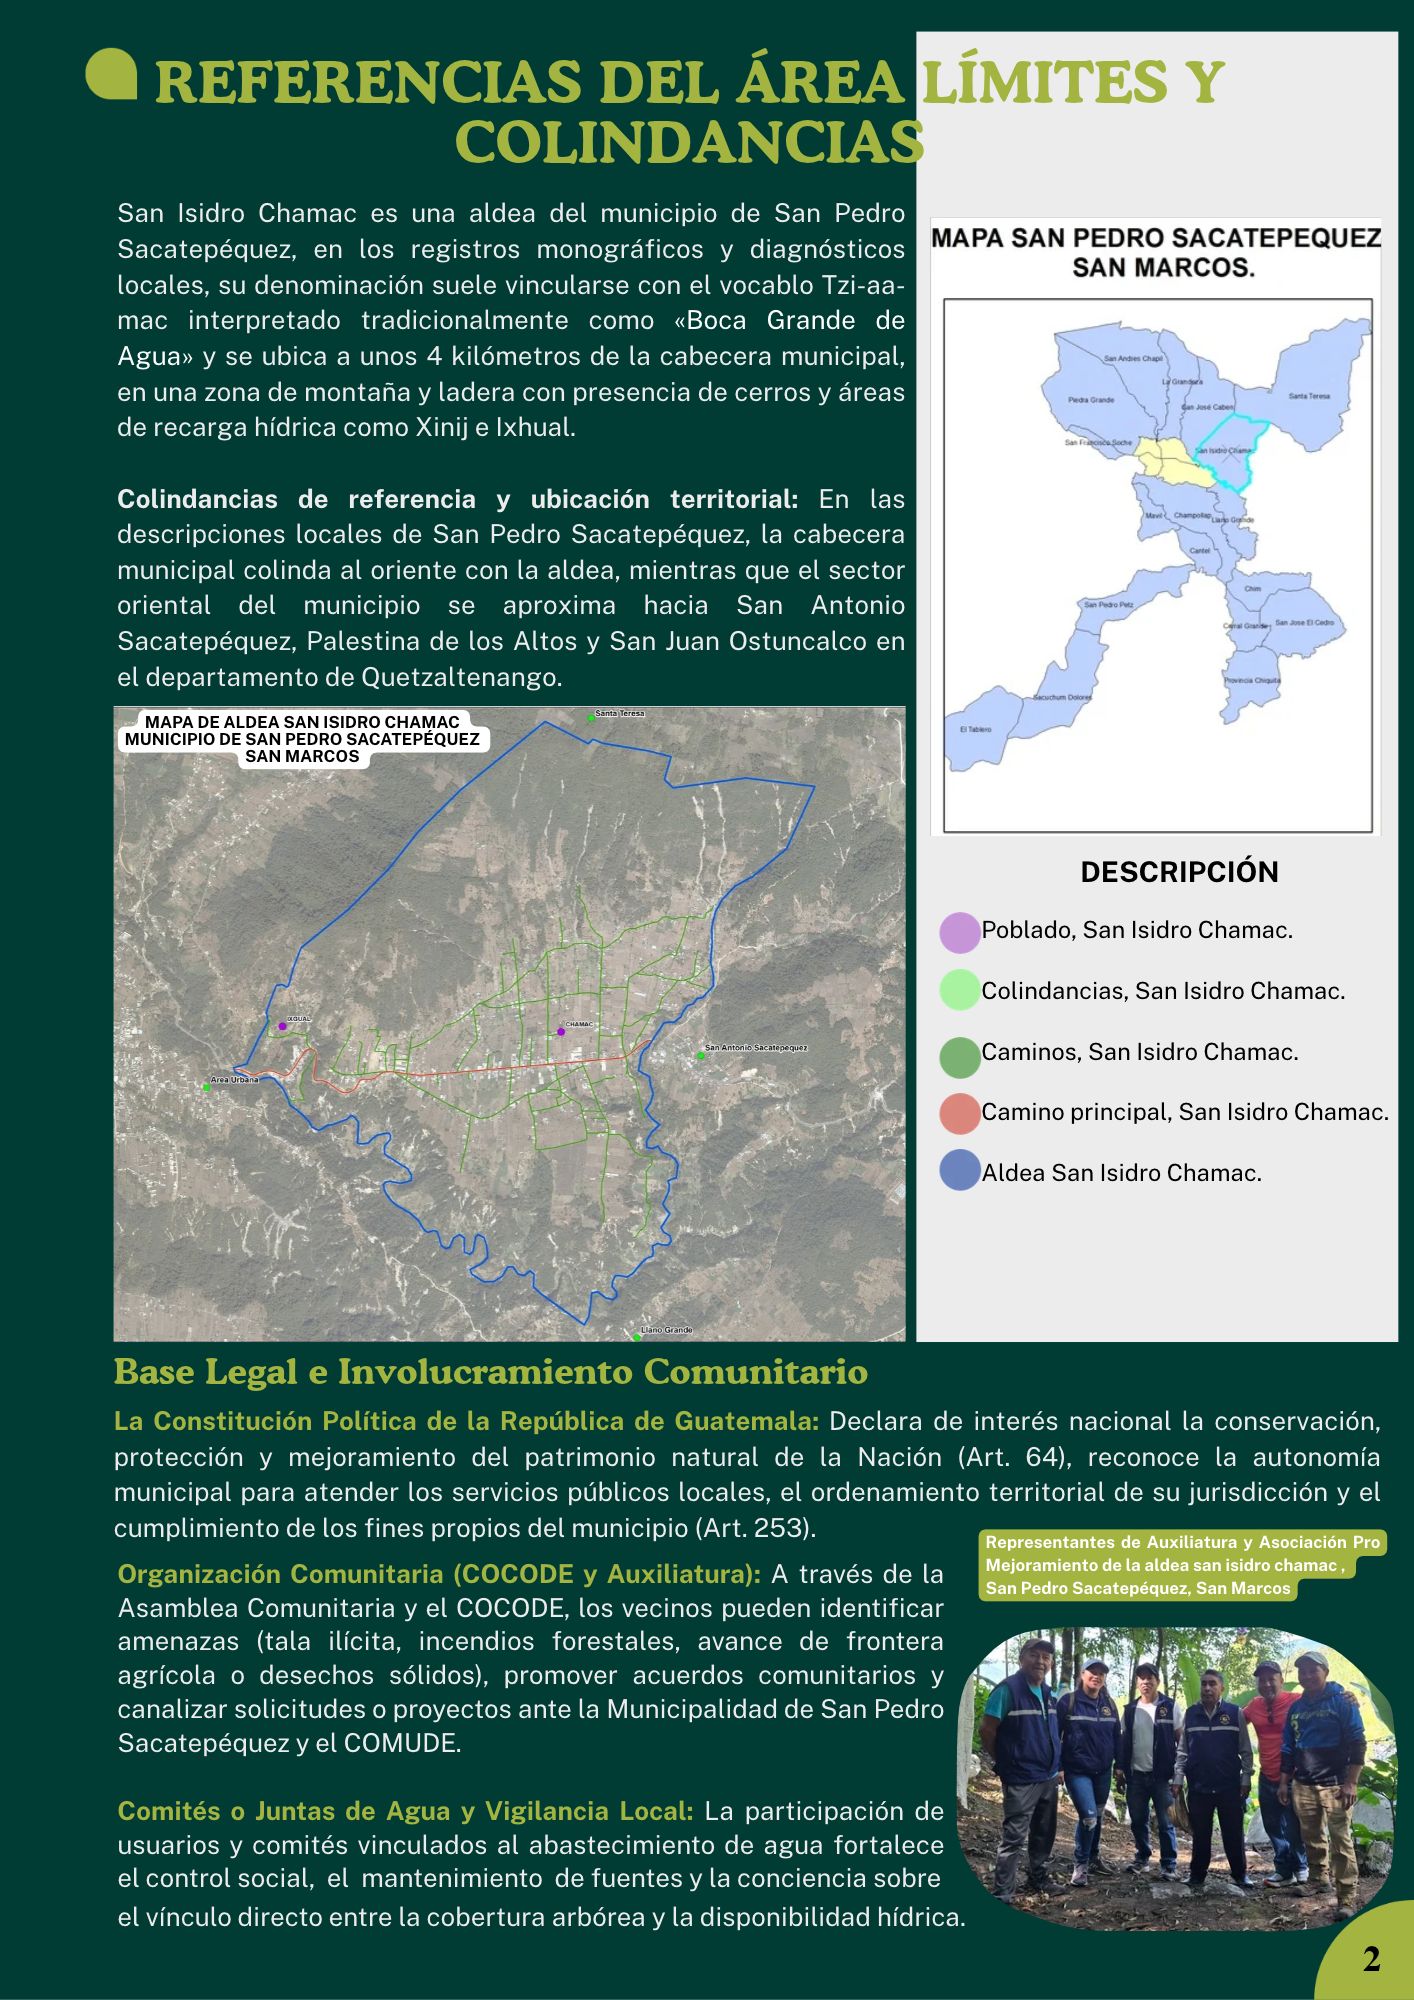 REFERENCIAS DEL ÁREA LÍMITES Y
COLINDANCIAS
San Isidro Chamac es una aldea del municipio de San Pedro
Sacatepéquez, en los registros monográficos y diagnósticos
locales, su denominación suele vincularse con el vocablo Tzi-aa-
mac interpretado tradicionalmente como «Boca Grande de
Agua» y se ubica a unos 4 kilómetros de la cabecera municipal,
en una zona de montaña y ladera con presencia de cerros y áreas
de recarga hídrica como Xinij e Ixhual.
Colindancias de referencia y ubicación territorial: En las
descripciones locales de San Pedro Sacatepéquez, la cabecera
municipal colinda al oriente con la aldea, mientras que el sector
oriental del municipio se aproxima hacia San Antonio
Sacatepéquez, Palestina de los Altos y San Juan Ostuncalco en
el departamento de Quetzaltenango.
MAPA DE ALDEA SAN ISIDRO CHAMAC
MUNICIPIO DE SAN PEDRO SACATEPÉQUEZ
SAN MARCOS
Santa Teresa
IXGUAL
CHAMAC
San Antonio Sacatepequez
Area Urbana
Llano Grande
MAPA SAN PEDRO SACATEPEQUEZ
SAN MARCOS.
San Andres Chapil
La Grandeza
Piedra Grande
San José Caben
Santa Teresa
San Francisco Soche
San Isidro Chamac
Mavil
Champollap
Llano Grande
Cantel
Chim
San Pedro Petz
Corral Grande
San Jose El Cedro
Provincia Chiquita
Sacuchum Dolores
El Tablero
DESCRIPCIÓN
Poblado, San Isidro Chamac.
Colindancias, San Isidro Chamac.
Caminos, San Isidro Chamac.
Camino principal, San Isidro Chamac.
Aldea San Isidro Chamac.
Base Legal e Involucramiento Comunitario
La Constitución Política de la República de Guatemala: Declara de interés nacional la conservación,
protección y mejoramiento del patrimonio natural de la Nación (Art. 64), reconoce la autonomía
municipal para atender los servicios públicos locales, el ordenamiento territorial de su jurisdicción y el
cumplimiento de los fines propios del municipio (Art. 253).
Organización Comunitaria (COCODE y Auxiliatura): A través de la
Asamblea Comunitaria y el COCODE, los vecinos pueden identificar
amenazas (tala ilícita, incendios forestales, avance de frontera
agrícola o desechos sólidos), promover acuerdos comunitarios y
canalizar solicitudes o proyectos ante la Municipalidad de San Pedro
Sacatepéquez y el COMUDE.
Comités o Juntas de Agua y Vigilancia Local: La participación de
usuarios y comités vinculados al abastecimiento de agua fortalece
el control social, el mantenimiento de fuentes y la conciencia sobre
el vínculo directo entre la cobertura arbórea y la disponibilidad hídrica.
Representantes de Auxiliatura y Asociación Pro
Mejoramiento de la aldea san isidro chamac ,
San Pedro Sacatepéquez, San Marcos
2